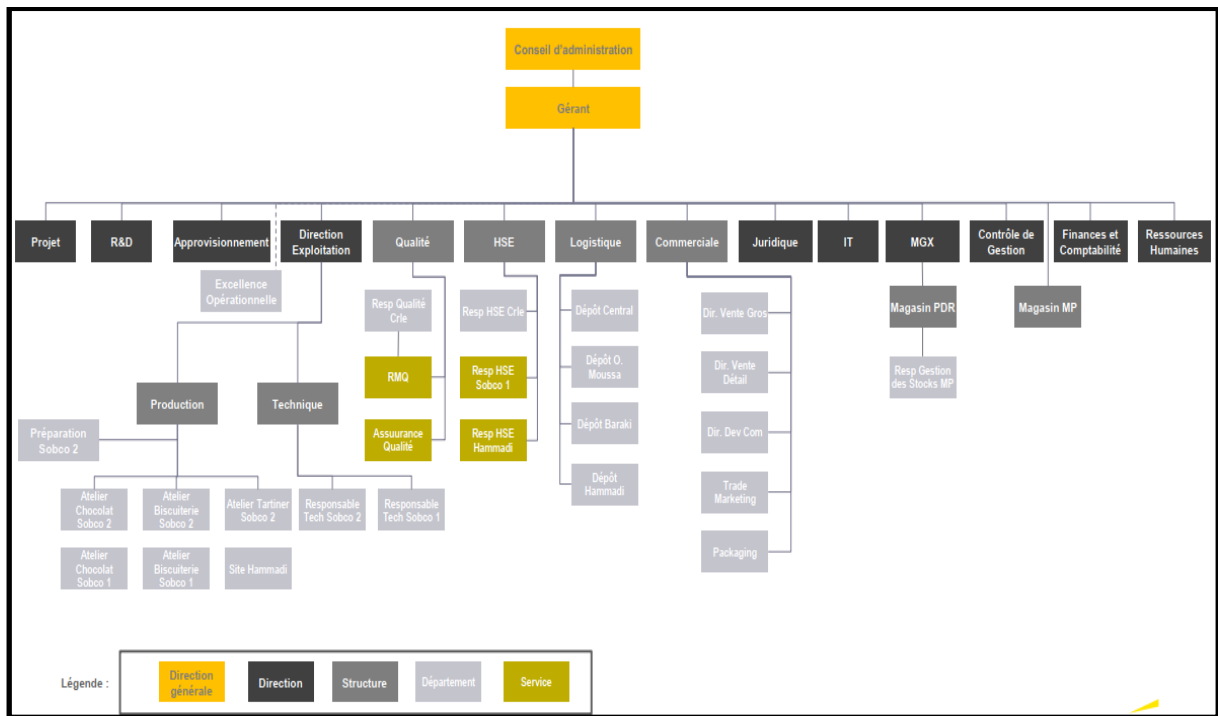 Conseil d'administration
Gérant
Projet
R&D
Approvisionnement
Direction
Exploitation
Qualité
HSE
Logistique
Commerciale
Juridique
IT
MGX
Contrôle de
Gestion
Finances et
Comptabilité
Ressources
Humaines
Excellence
Opérationnelle
Resp Qualité
Crle
Resp HSE Crle
Dépôt Central
Dir. Vente Gros
Magasin PDR
Magasin MP
RMQ
Resp HSE
Sobco 1
Dépôt O.
Moussa
Dir. Vente
Détail
Resp Gestion
des Stocks MP
Production
Technique
Préparation
Sobco 2
Assuurance
Qualité
Resp HSE
Hammadi
Dépôt Baraki
Dir. Dev Com
Atelier
Chocolat
Sobco 2
Atelier
Biscuiterie
Sobco 2
Atelier Tartiner
Sobco 2
Responsable
Tech Sobco 2
Responsable
Tech Sobco 1
Dépôt
Hammadi
Trade
Marketing
Atelier
Chocolat
Sobco 1
Atelier
Biscuiterie
Sobco 1
Site Hammadi
Packaging
Légende :
Direction
générale
Direction
Structure
Département
Service